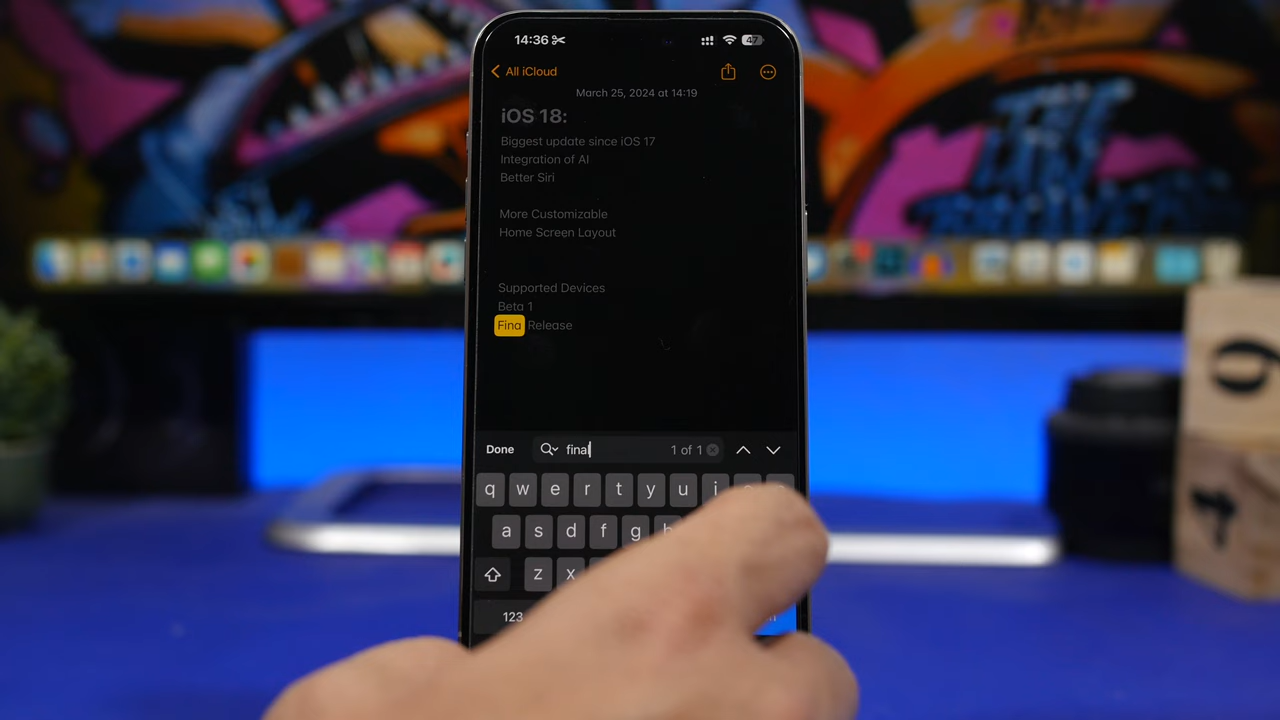 14:36
47
All iCloud
March 25, 2024 at 14:19
iOS 18:
Biggest update since iOS 17
Integration of AI
Better Siri
More Customizable
Home Screen Layout
Supported Devices
Beta 1
Fina Release
Done final 1 of 1
q w e r t y u i
a s d f g h
z x
123